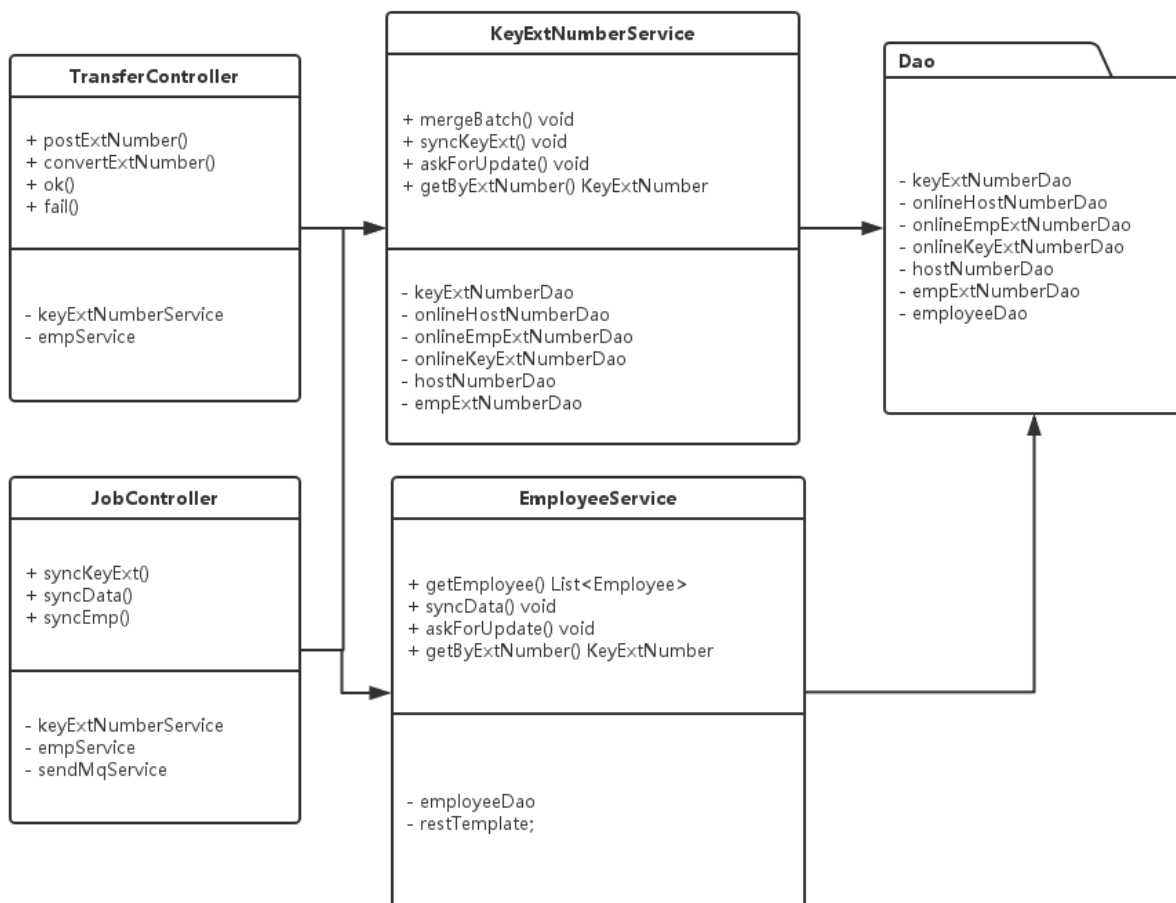 TransferController
+ postExtNumber()
+ convertExtNumber()
+ ok()
+ fail()
- keyExtNumberService
- empService
KeyExtNumberService
+ mergeBatch() void
+ syncKeyExt() void
+ askForUpdate() void
+ getByExtNumber() KeyExtNumber
- keyExtNumberDao
- onlineHostNumberDao
- onlineEmpExtNumberDao
- onlineKeyExtNumberDao
- hostNumberDao
- empExtNumberDao
Dao
- keyExtNumberDao
- onlineHostNumberDao
- onlineEmpExtNumberDao
- onlineKeyExtNumberDao
- hostNumberDao
- empExtNumberDao
- employeeDao
JobController
+ syncKeyExt()
+ syncData()
+ syncEmp()
- keyExtNumberService
- empService
- sendMqService
EmployeeService
+ getEmployee() List<Employee>
+ syncData() void
+ askForUpdate() void
+ getByExtNumber() KeyExtNumber
- employeeDao
- restTemplate;